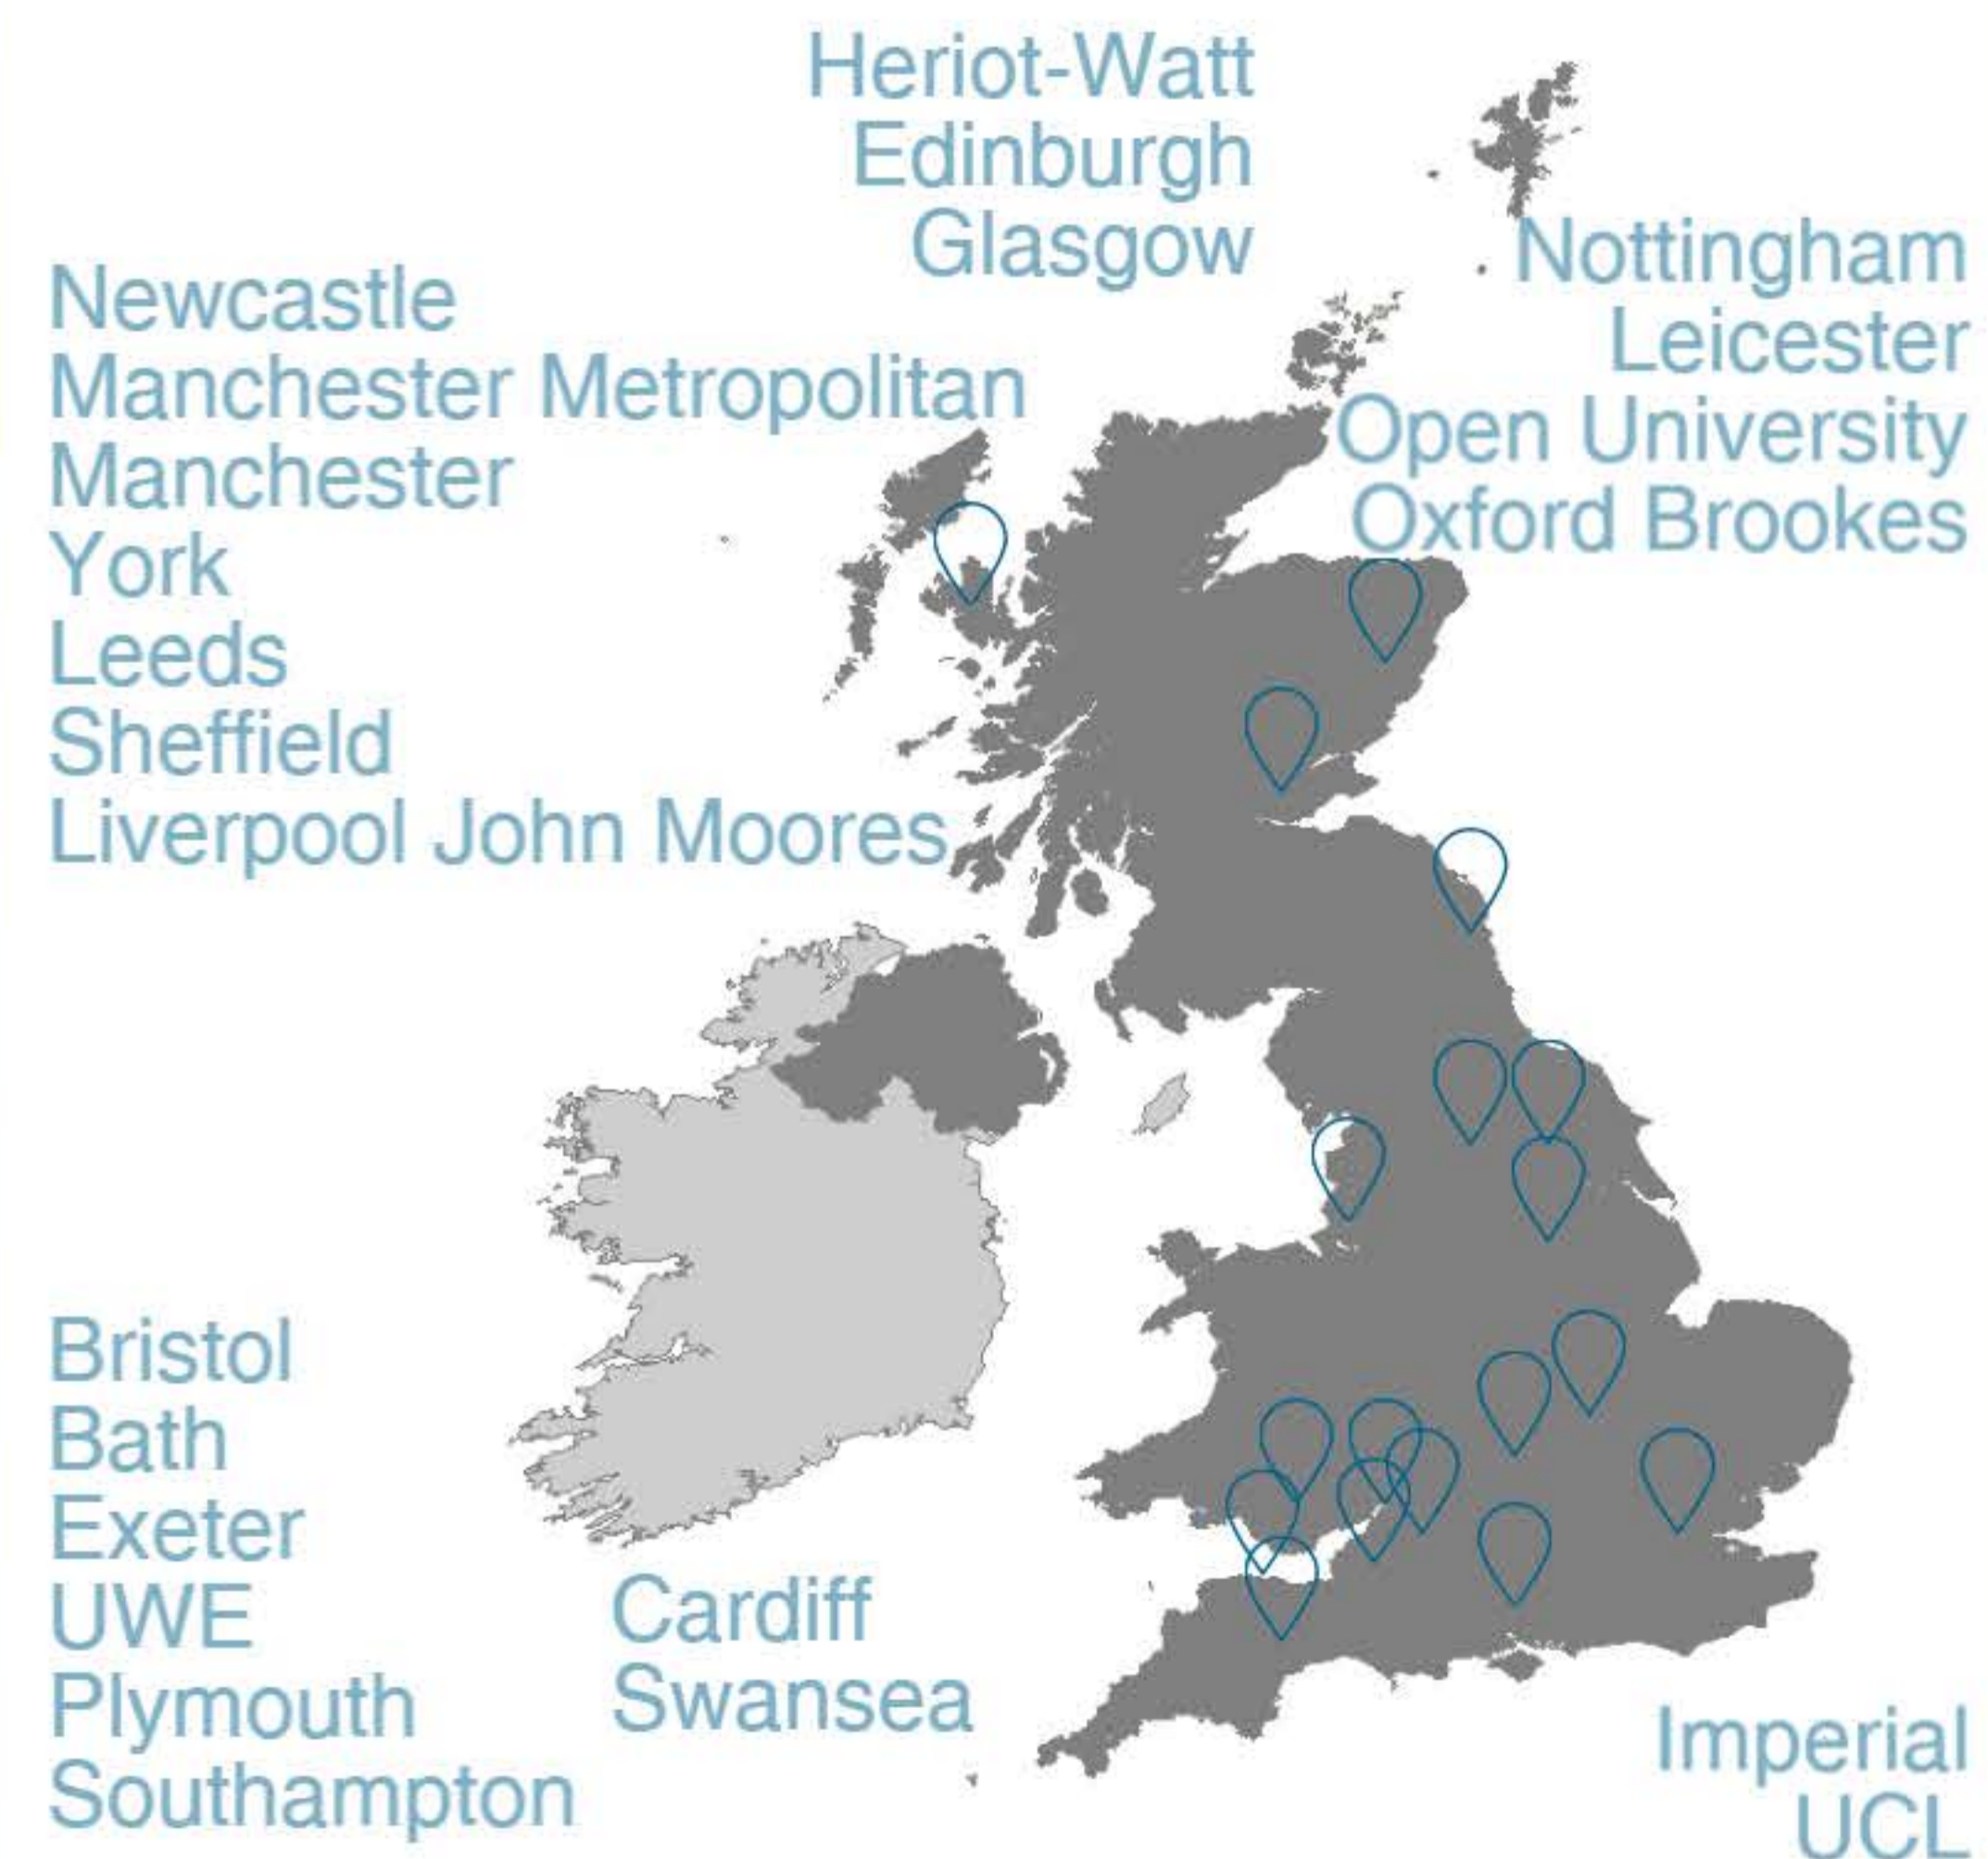 Heriot-Watt
Edinburgh
Glasgow
Nottingham
Leicester
Open University
Oxford Brookes
Newcastle
Manchester Metropolitan
Manchester
York
Leeds
Sheffield
Liverpool John Moores
Bristol
Bath
Exeter
UWE
Plymouth
Southampton
Cardiff
Swansea
Imperial
UCL